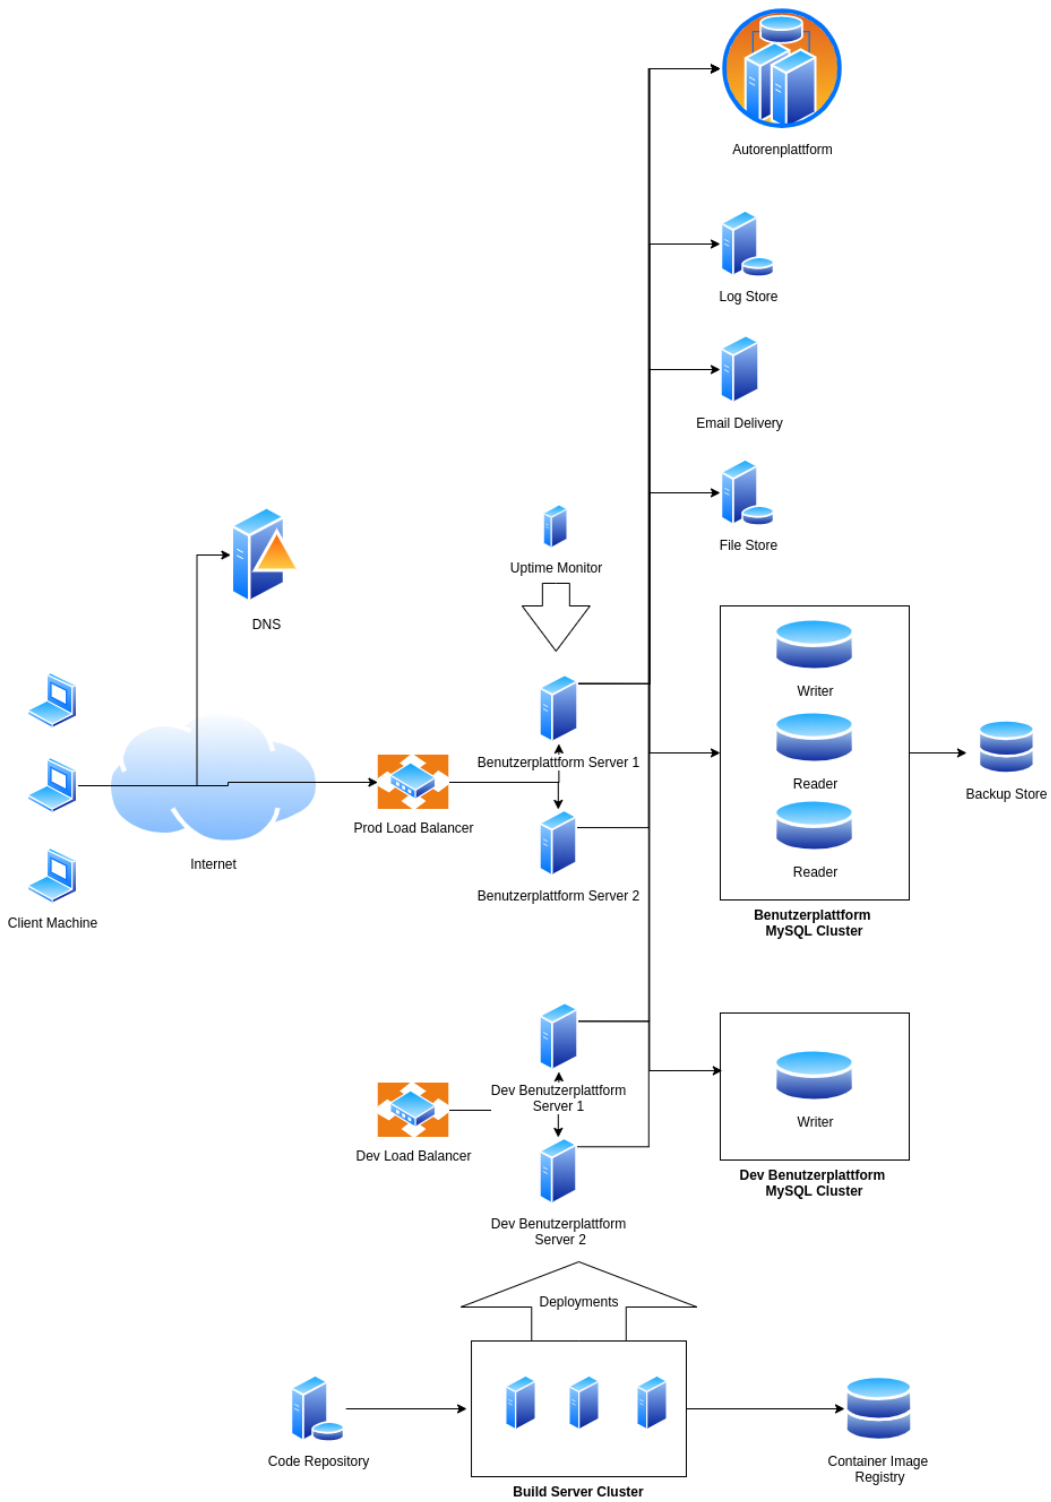 Autorenplattform
Log Store
Email Delivery
File Store
Uptime Monitor
DNS
Writer
Benutzerplattform Server 1
Reader
Backup Store
Prod Load Balancer
Internet
Reader
Benutzerplattform Server 2
Client Machine
Benutzerplattform
MySQL Cluster
Dev Benutzerplattform
Server 1
Writer
Dev Load Balancer
Dev Benutzerplattform
MySQL Cluster
Dev Benutzerplattform
Server 2
Deployments
Code Repository
Container Image
Registry
Build Server Cluster